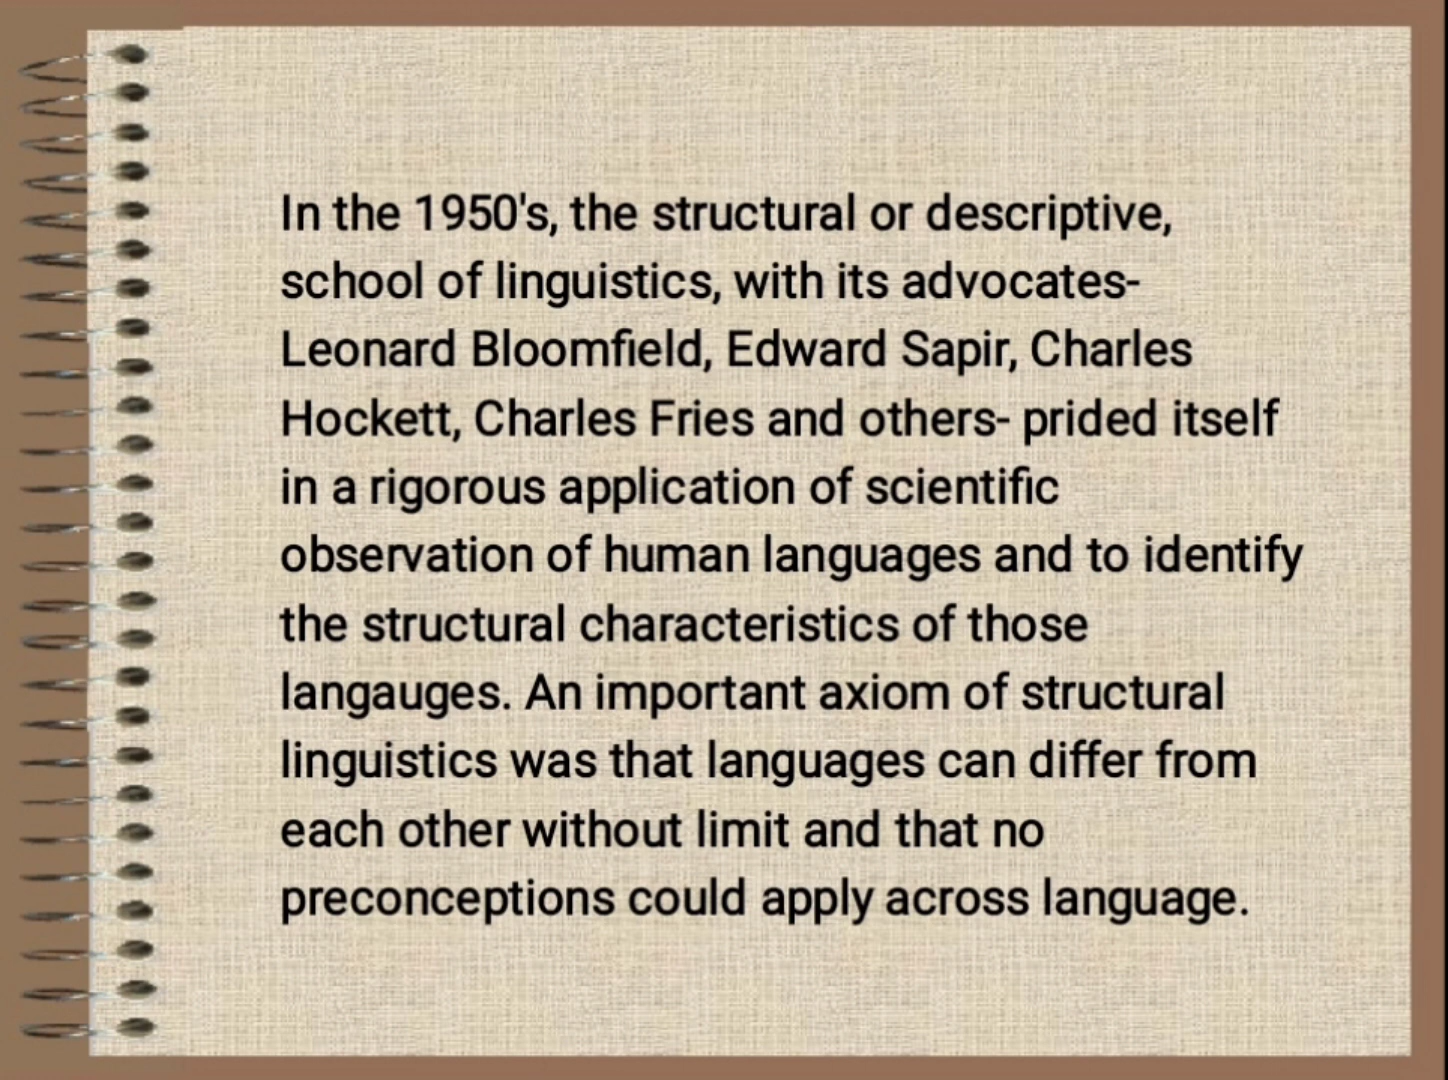 In the 1950's, the structural or descriptive,
school of linguistics, with its advocates-
Leonard Bloomfield, Edward Sapir, Charles
Hockett, Charles Fries and others- prided itself
in a rigorous application of scientific
observation of human languages and to identify
the structural characteristics of those
langauges. An important axiom of structural
linguistics was that languages can differ from
each other without limit and that no
preconceptions could apply across language.